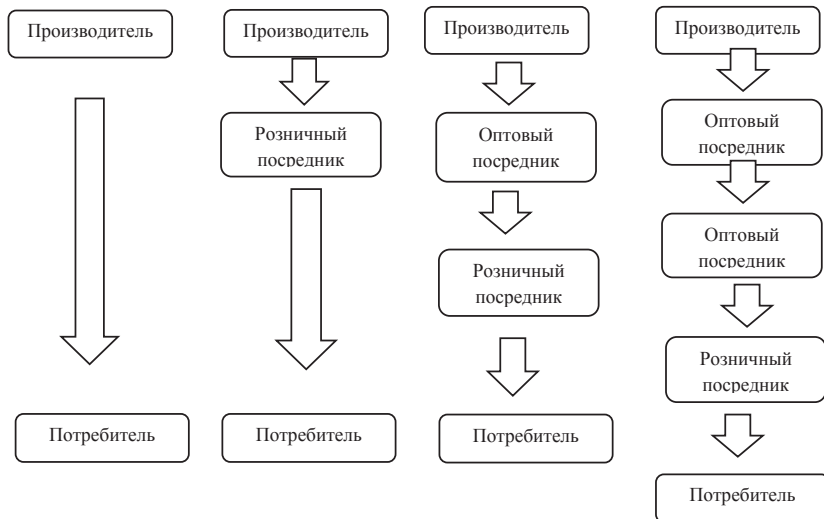 Производитель
Потребитель
Производитель
Розничный
посредник
Потребитель
Производитель
Оптовый
посредник
Розничный
посредник
Потребитель
Производитель
Оптовый
посредник
Оптовый
посредник
Розничный
посредник
Потребитель